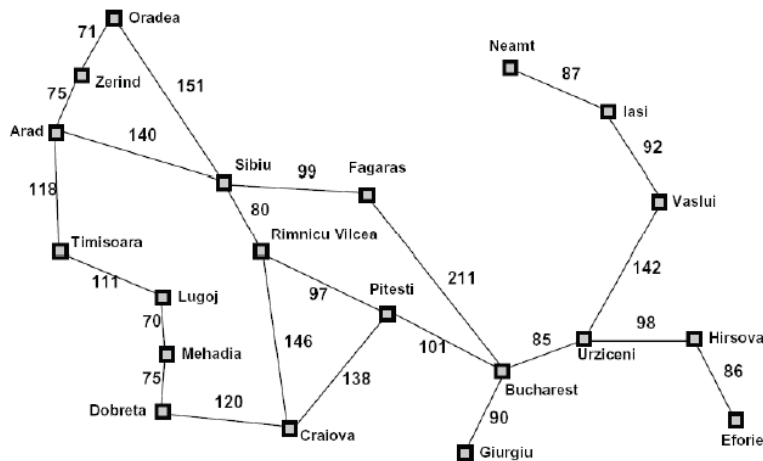 Oradea
71
Neamt
87
Zerind
151
75
Iasi
Arad
140
92
Sibiu
99
Fagaras
118
80
Vaslui
Timisoara
Rimnicu Vilcea
111
211
142
Lugoj
97
Pitesti
70
98
Hirsova
146
85
Mehadia
101
Urziceni
86
75
138
Bucharest
120
90
Dobreta
Craiova
Eforie
Giurgiu